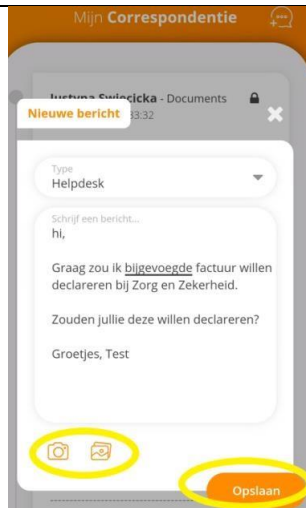 Mijn Correspondentie
Justyna Swiecicka - Documents
Nieuwe bericht
33:32
Type
Helpdesk
Schrijf een bericht...
hi,
Graag zou ik bijgevoegde factuur willen
declareren bij Zorg en Zekerheid.
Zouden jullie deze willen declareren?
Groetjes, Test
Opslaan